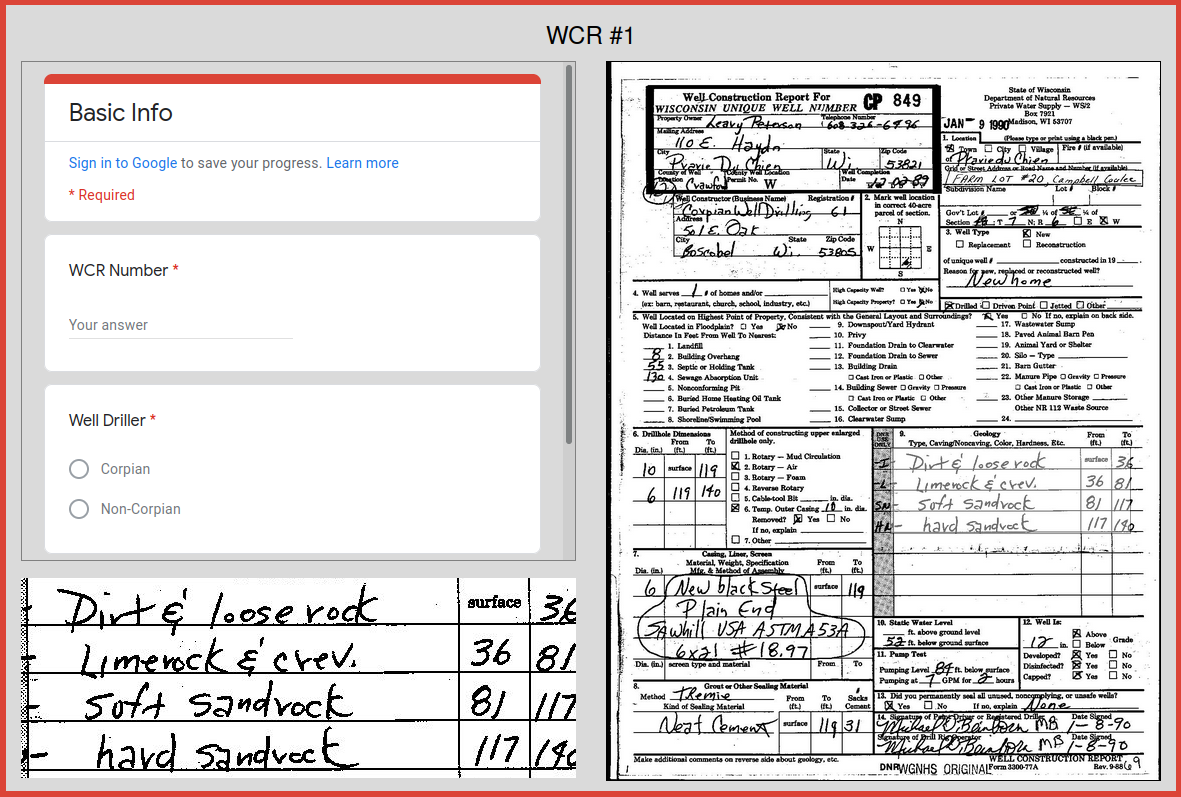 WCR #1
Basic Info
Sign in to Google to save your progress. Learn more
* Required
WCR Number *
Your answer
Well Driller *
Corpian
Non-Corpian
Dirt & loose rock surface 36
Limerock & crev. 36 81
soft sandrock 81 117
hard sandrock 117 140
Well Construction Report For
WISCONSIN UNIQUE WELL NUMBER CP 849
Property Owner Leavy Peterson Telephone Number 608-326-6496
Mailing Address
110 E. Haydn
City State Zip Code
Pravie Du Chien Wi. 53821
County of Well County Well Location Well Completion
Crawford Permit No. W Date 12-02-89
State of Wisconsin
Department of Natural Resources
Private Water Supply — WS/2
Box 7921
Madison, WI 53707
JAN 9 1990
1. Location (Please type or print using a black pen.)
Town City Village Fire # (if available)
of Pravie du Chien
Grid or Street Address or Road Name and Number (if available)
FARM LOT #20, Campbell Coulee
Subdivision Name Lot # Block #
Well Constructor (Business Name) Registration #
Corpian Well Drilling 61
Address
501 E. Oak
City State Zip Code
Boscobel Wi. 53805
2. Mark well location
in correct 40-acre
parcel of section.
N
W E
S
Gov't Lot # or ¼ of SE ¼ of
Section ; T 7 N; R 6 E W
3. Well Type New
Replacement Reconstruction
of unique well # constructed in 19
Reason for new, replaced or reconstructed well?
New home
Drilled Driven Point Jetted Other
4. Well serves 1 # of homes and/or
(ex: barn, restaurant, church, school, industry, etc.)
High Capacity Well? Yes No
High Capacity Property? Yes No
5. Well Located on Highest Point of Property, Consistent with the General Layout and Surroundings? Yes No If no, explain on back side.
Well Located in Floodplain? Yes No
Distance In Feet From Well To Nearest:
1. Landfill
8 2. Building Overhang
55 3. Septic or Holding Tank
130 4. Sewage Absorption Unit
5. Nonconforming Pit
6. Buried Home Heating Oil Tank
7. Buried Petroleum Tank
8. Shoreline/Swimming Pool
9. Downspout/Yard Hydrant
10. Privy
11. Foundation Drain to Clearwater
12. Foundation Drain to Sewer
13. Building Drain
Cast Iron or Plastic Other
14. Building Sewer Gravity Pressure
Cast Iron or Plastic Other
15. Collector or Street Sewer
16. Clearwater Sump
17. Wastewater Sump
18. Paved Animal Barn Pen
19. Animal Yard or Shelter
20. Silo — Type
21. Barn Gutter
22. Manure Pipe Gravity Pressure
Cast Iron or Plastic Other
23. Other Manure Storage
Other NR 112 Waste Source
24.
6. Drillhole Dimensions
From To
Dia. (in.) (ft.) (ft.)
10 surface 119
6 119 140
Method of constructing upper enlarged
drillhole only.
1. Rotary — Mud Circulation
2. Rotary — Air
3. Rotary — Foam
4. Reverse Rotary
5. Cable-tool Bit in. dia.
6. Temp. Outer Casing 10 in. dia.
Removed? Yes No
If no, explain
7. Other
DNR USE ONLY
9. Geology From To
Type, Caving/Noncaving, Color, Hardness, Etc. (ft.) (ft.)
Dirt & loose rock surface 36
L Limerock & crev. 36 81
soft sandrock 81 117
hard sandrock 117 140
7. Casing, Liner, Screen
Material, Weight, Specification From To
Dia. (in.) Mfg. & Method of Assembly (ft.) (ft.)
6 New black steel surface 119
Plain End
Sawhill USA ASTM A53A
6x21 # 18.97
Dia. (in.) screen type and material From To
8. Grout or Other Sealing Material
Method tRemie
Kind of Sealing Material From (ft.) To (ft.) Sacks Cement
Neat Cement surface 119 31
10. Static Water Level
ft. above ground level
52 ft. below ground surface
11. Pump Test
Pumping Level 89 ft. below surface
Pumping at 7 GPM for 2 hours
12. Well Is:
12 in. Above Below Grade
Developed? Yes No
Disinfected? Yes No
Capped? Yes No
13. Did you permanently seal all unused, noncomplying, or unsafe wells?
Yes No If no, explain None
14. Signature of Point Driver or Registered Driller Date Signed
MB 1-8-90
Signature of Drill Rig Operator Date Signed
MB 1-8-90
Make additional comments on reverse side about geology, etc.
WELL CONSTRUCTION REPORT
DNR/WGNHS ORIGINAL Form 3300-77A Rev. 9-88